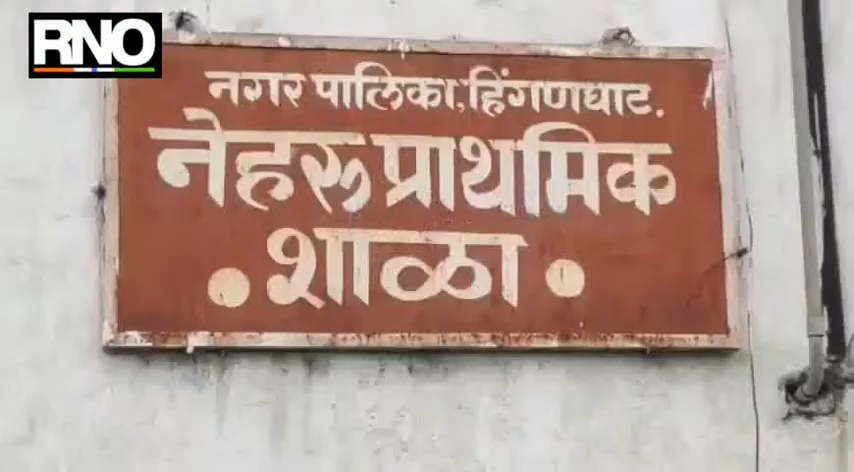 RNO
नगर पालिका, हिंगणघाट.
नेहरू प्राथमिक
• शाळा •